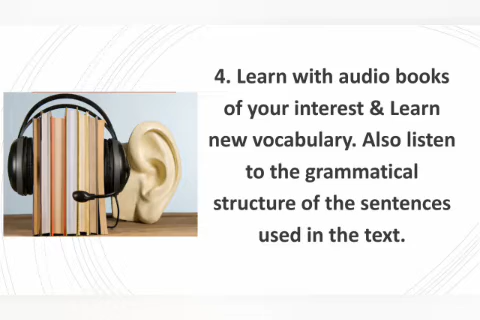 4. Learn with audio books
of your interest & Learn
new vocabulary. Also listen
to the grammatical
structure of the sentences
used in the text.